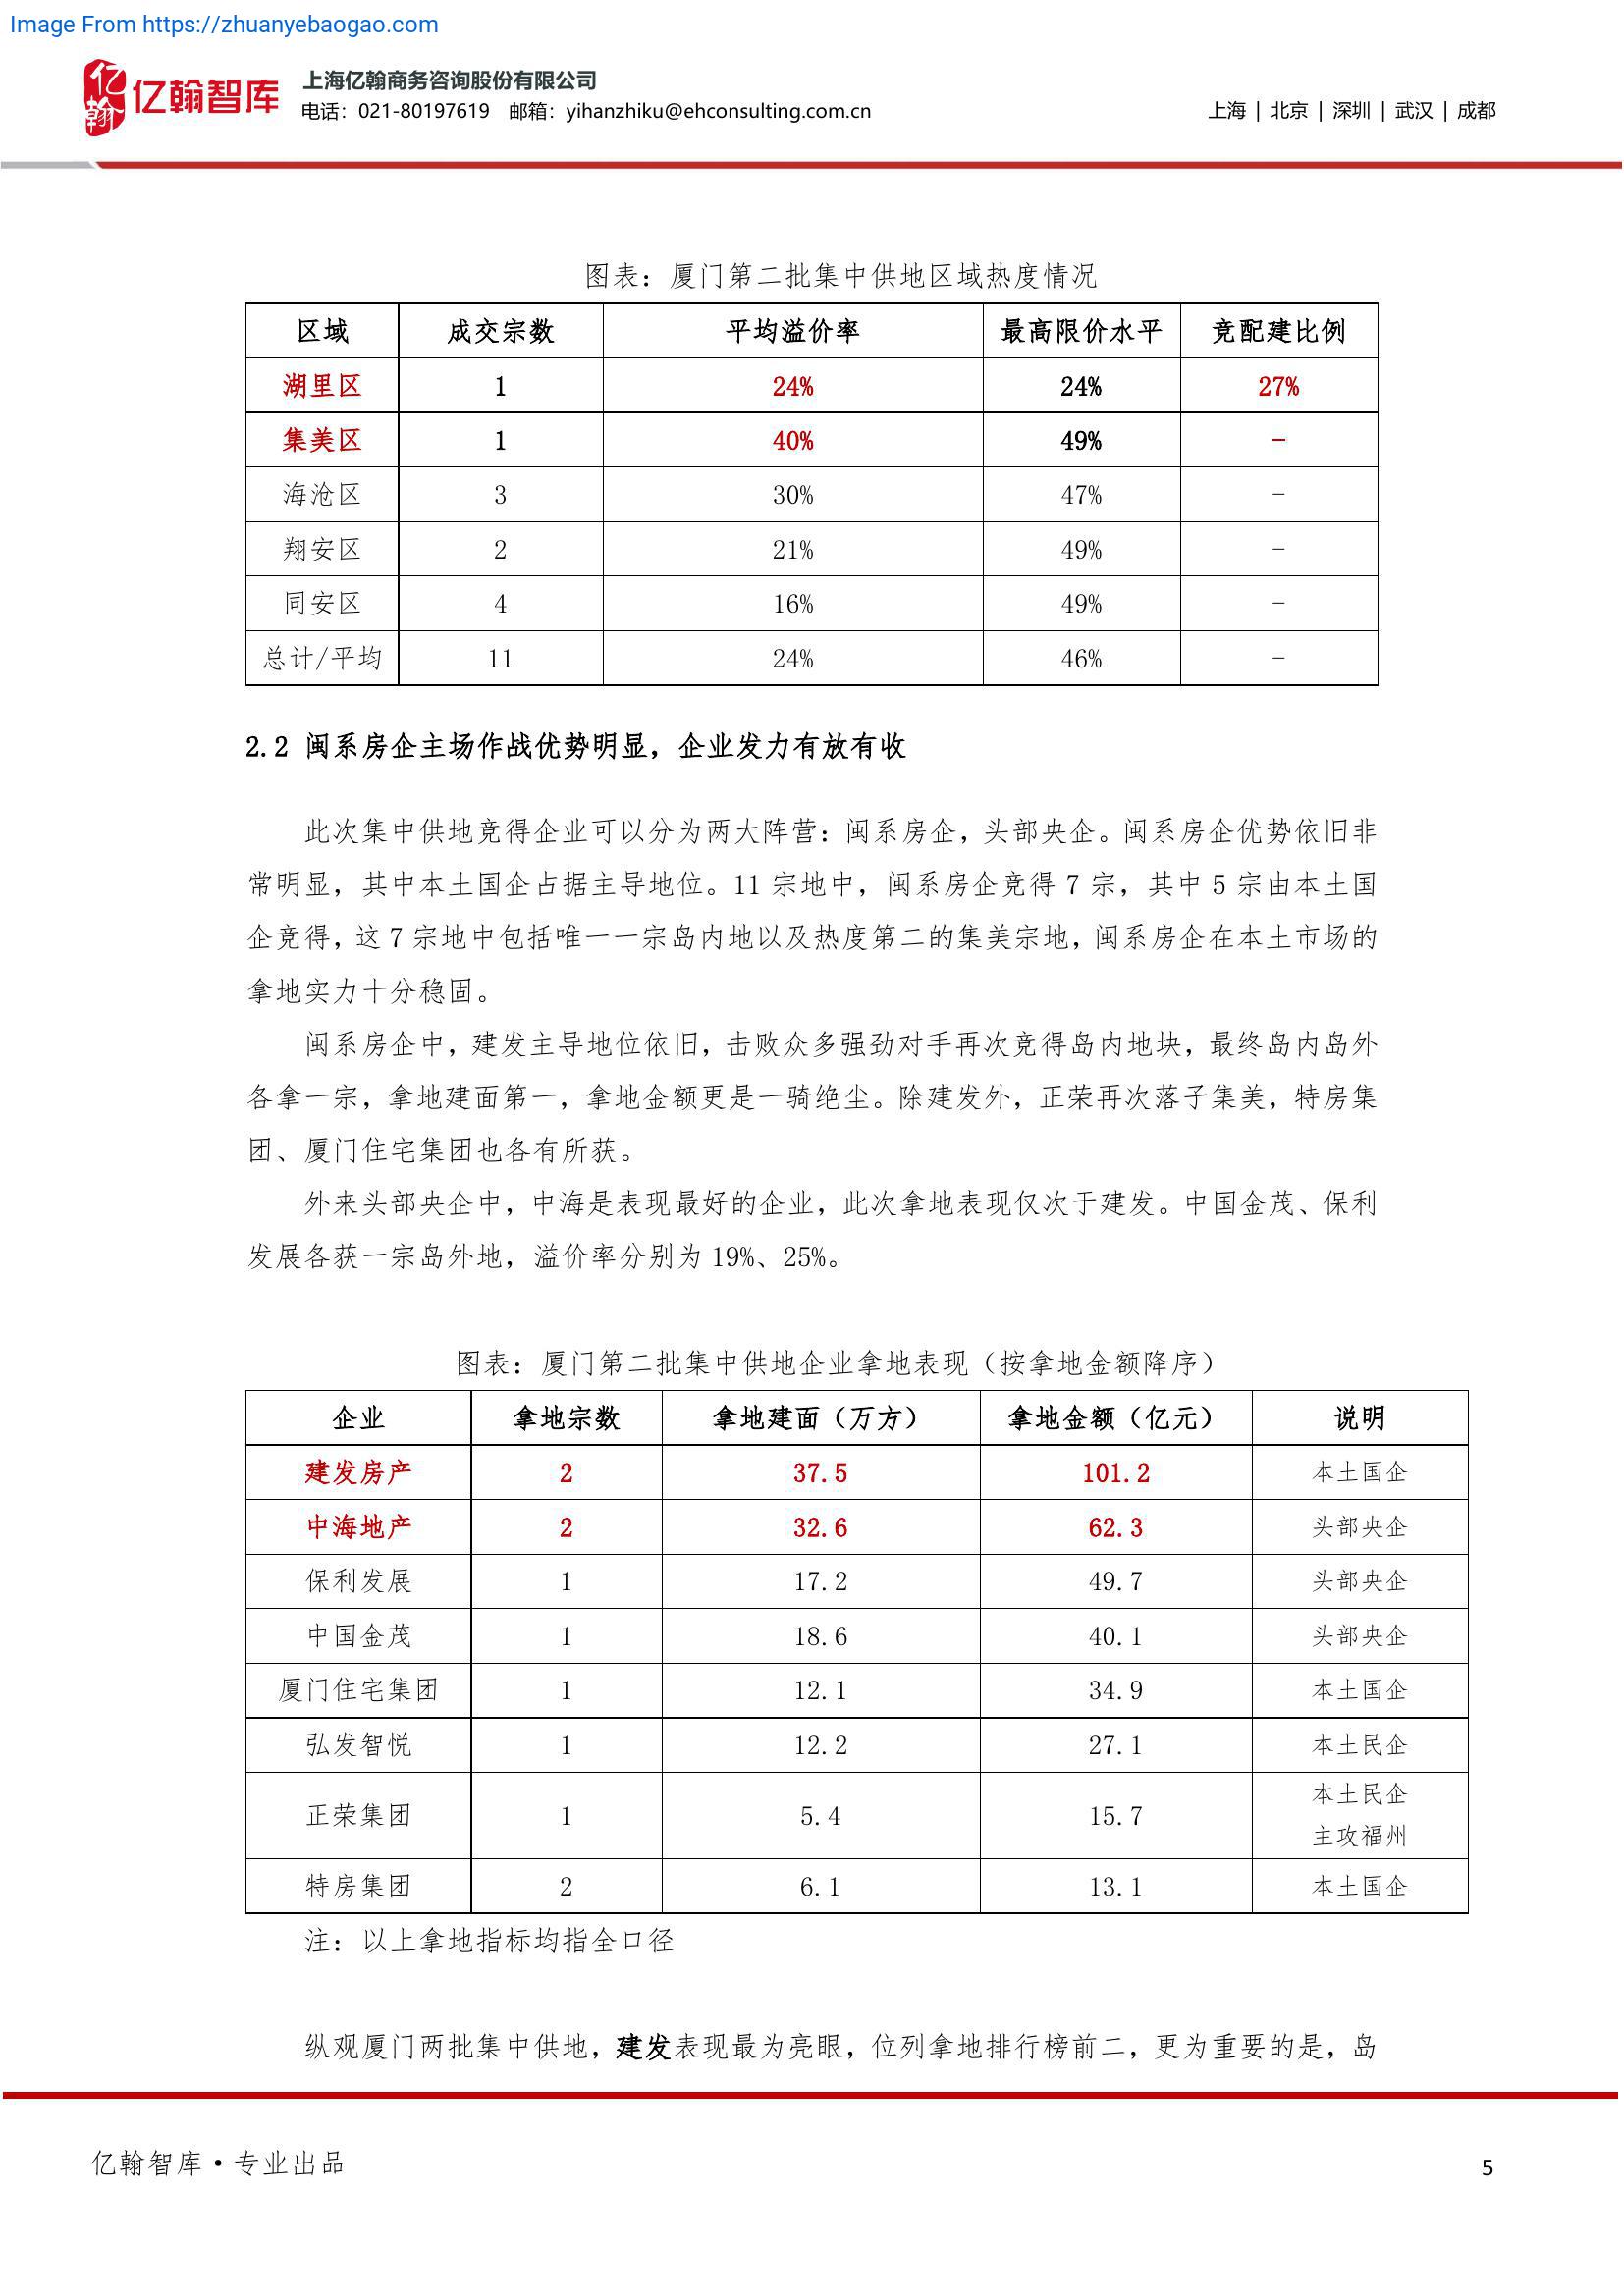 Image From https://zhuanyebaogao.com
亿翰
亿翰智库
上海亿翰商务咨询股份有限公司
电话：021-80197619 邮箱：yihanzhiku@ehconsulting.com.cn
上海 | 北京 | 深圳 | 武汉 | 成都
图表：厦门第二批集中供地区域热度情况
区域 成交宗数 平均溢价率 最高限价水平 竞配建比例
湖里区 1 24% 24% 27%
集美区 1 40% 49% -
海沧区 3 30% 47% -
翔安区 2 21% 49% -
同安区 4 16% 49% -
总计/平均 11 24% 46% -
2.2 闽系房企主场作战优势明显，企业发力有放有收
此次集中供地竞得企业可以分为两大阵营：闽系房企，头部央企。闽系房企优势依旧非
常明显，其中本土国企占据主导地位。11 宗地中，闽系房企竞得 7 宗，其中 5 宗由本土国
企竞得，这 7 宗地中包括唯一一宗岛内地以及热度第二的集美宗地，闽系房企在本土市场的
拿地实力十分稳固。
闽系房企中，建发主导地位依旧，击败众多强劲对手再次竞得岛内地块，最终岛内岛外
各拿一宗，拿地建面第一，拿地金额更是一骑绝尘。除建发外，正荣再次落子集美，特房集
团、厦门住宅集团也各有所获。
外来头部央企中，中海是表现最好的企业，此次拿地表现仅次于建发。中国金茂、保利
发展各获一宗岛外地，溢价率分别为 19%、25%。
图表：厦门第二批集中供地企业拿地表现（按拿地金额降序）
企业 拿地宗数 拿地建面（万方） 拿地金额（亿元） 说明
建发房产 2 37.5 101.2 本土国企
中海地产 2 32.6 62.3 头部央企
保利发展 1 17.2 49.7 头部央企
中国金茂 1 18.6 40.1 头部央企
厦门住宅集团 1 12.1 34.9 本土国企
弘发智悦 1 12.2 27.1 本土民企
正荣集团 1 5.4 15.7 本土民企
主攻福州
特房集团 2 6.1 13.1 本土国企
注：以上拿地指标均指全口径
纵观厦门两批集中供地，建发表现最为亮眼，位列拿地排行榜前二，更为重要的是，岛
亿翰智库·专业出品
5